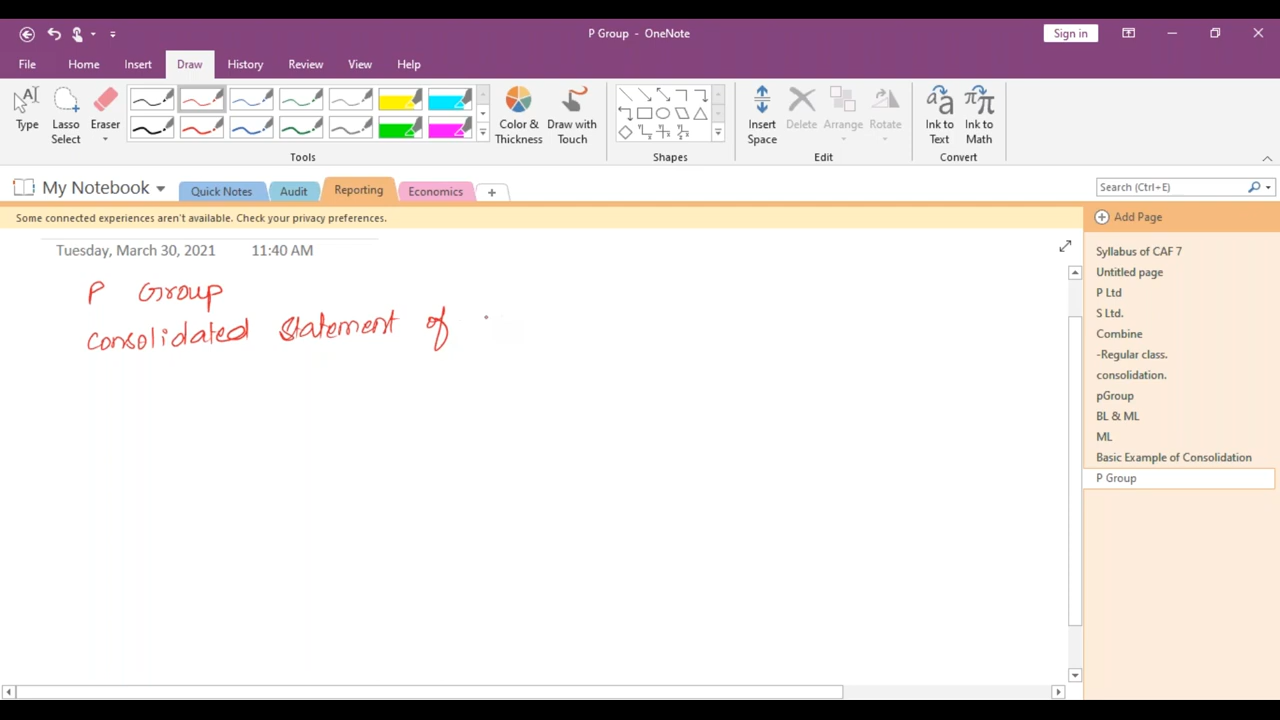 P Group - OneNote
Sign in
File Home Insert Draw History Review View Help
Type
Lasso Select
Eraser
Color & Thickness
Draw with Touch
Insert Space
Delete
Arrange
Rotate
Ink to Text
Ink to Math
Tools
Shapes
Edit
Convert
My Notebook
Quick Notes
Audit
Reporting
Economics
Search (Ctrl+E)
Some connected experiences aren't available. Check your privacy preferences.
Add Page
Tuesday, March 30, 2021 11:40 AM
P Group
Consolidated Statement of
Syllabus of CAF 7
Untitled page
P Ltd
S Ltd.
Combine
-Regular class.
consolidation.
pGroup
BL & ML
ML
Basic Example of Consolidation
P Group